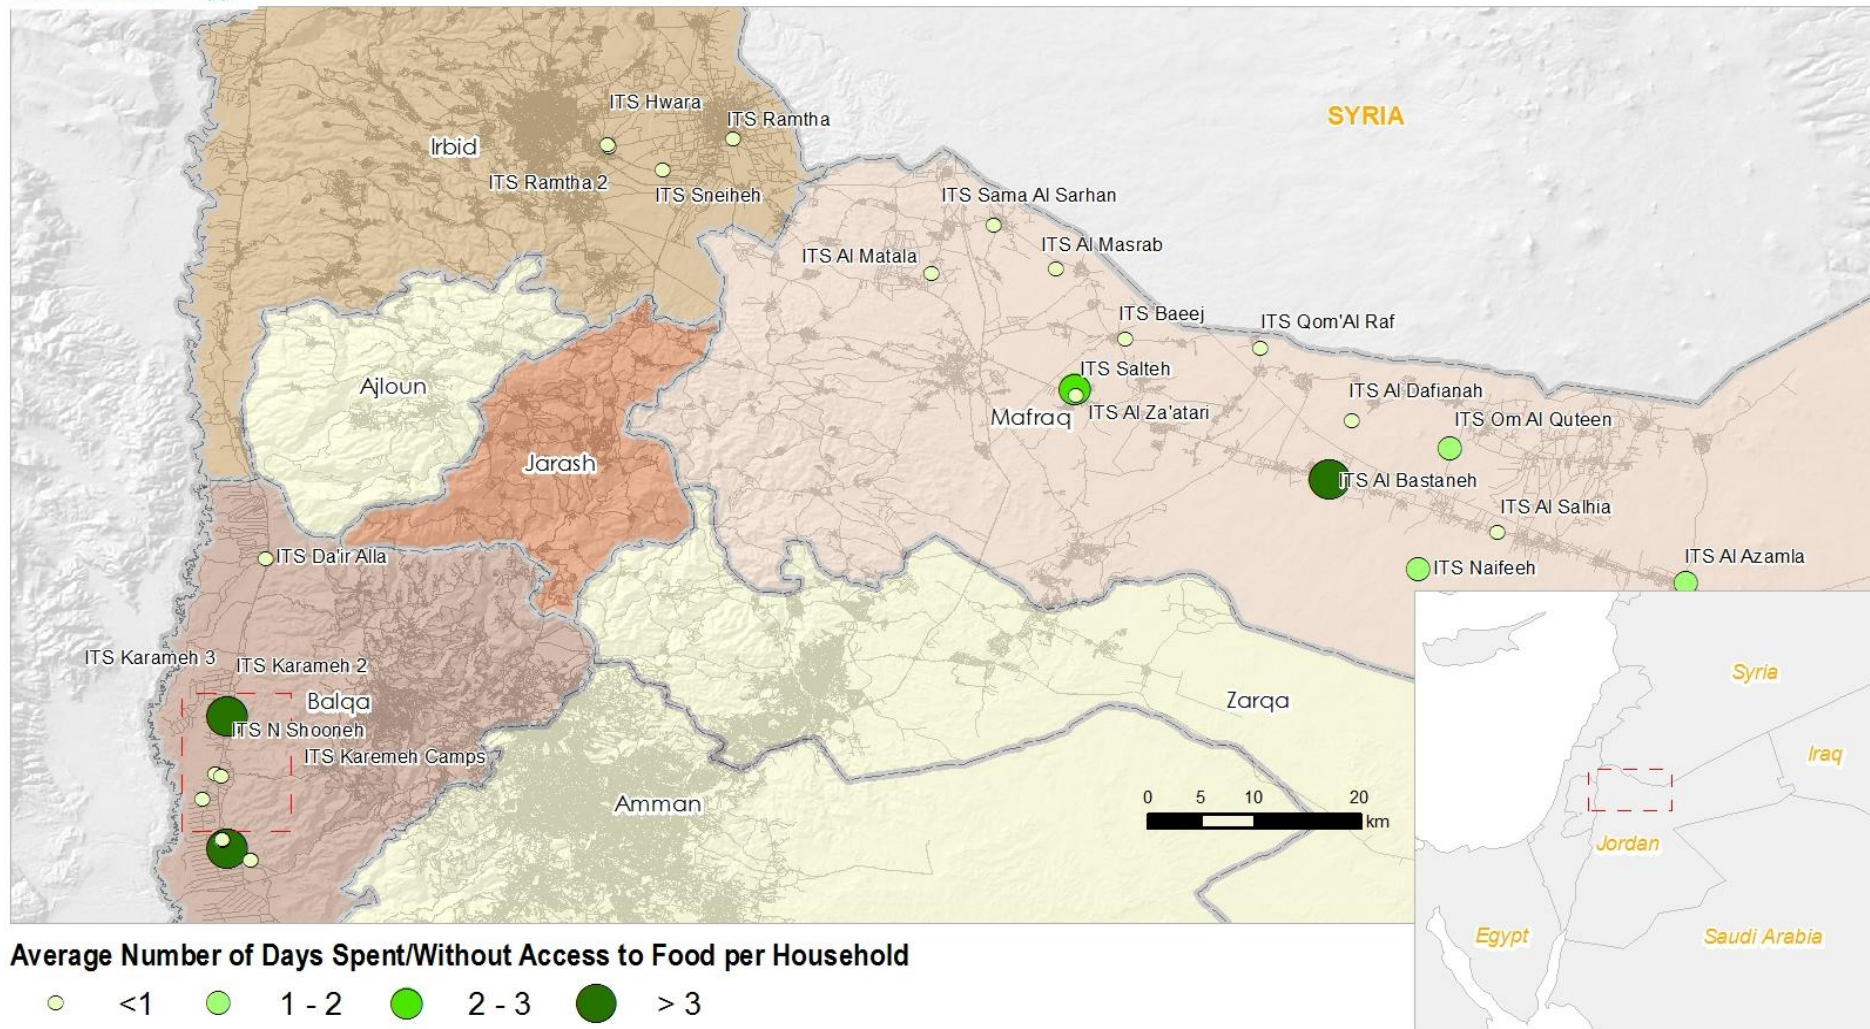 SYRIA
ITS Hwara
ITS Ramtha
Irbid
ITS Ramtha 2
ITS Sneiheh
ITS Sama Al Sarhan
ITS Al Masrab
ITS Al Matala
ITS Baeej
ITS Qom'Al Raf
ITS Salteh
Ajloun
ITS Al Dafianah
Mafraq
ITS Al Za'atari
ITS Om Al Quteen
Jarash
ITS Al Bastaneh
ITS Al Salhia
ITS Da'ir Alla
ITS Naifeeh
ITS Al Azamla
ITS Karameh 3
ITS Karameh 2
Balqa
Zarqa
ITS N Shooneh
ITS Karemeh Camps
Amman
0 5 10 20
km
Syria
Iraq
Jordan
Egypt
Saudi Arabia
Average Number of Days Spent/Without Access to Food per Household
<1 1 - 2 2 - 3 > 3